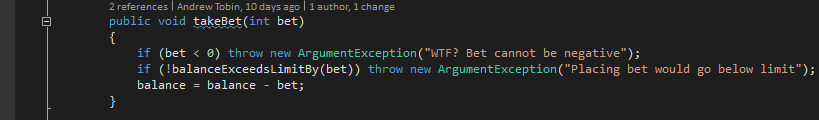 2 references | Andrew Tobin, 10 days ago | 1 author, 1 change
public void takeBet(int bet)
{
if (bet < 0) throw new ArgumentException("WTF? Bet cannot be negative");
if (!balanceExceedsLimitBy(bet)) throw new ArgumentException("Placing bet would go below limit");
balance = balance - bet;
}